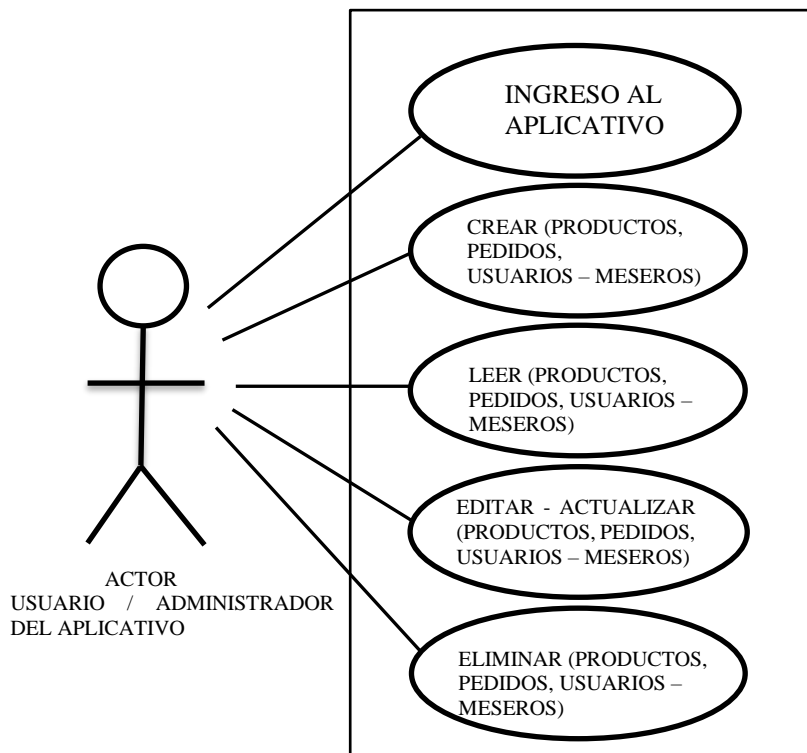 INGRESO AL
APLICATIVO
CREAR (PRODUCTOS,
PEDIDOS,
USUARIOS – MESEROS)
LEER (PRODUCTOS,
PEDIDOS, USUARIOS –
MESEROS)
EDITAR - ACTUALIZAR
(PRODUCTOS, PEDIDOS,
USUARIOS – MESEROS)
ACTOR
USUARIO / ADMINISTRADOR
DEL APLICATIVO
ELIMINAR (PRODUCTOS,
PEDIDOS, USUARIOS –
MESEROS)